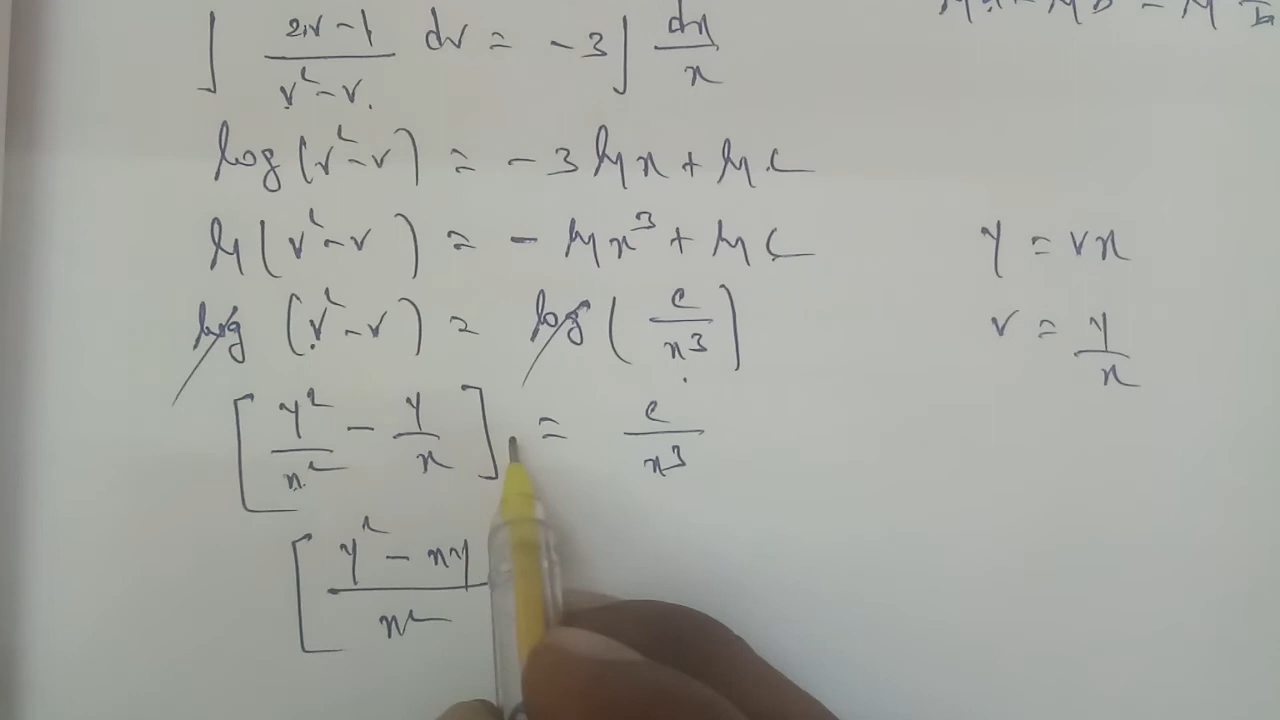 ∫ (2v - 1)/(v² - v) dv = -3 ∫ dx/x
log(v² - v) = -3 ln x + ln c
ln(v² - v) = - ln x³ + ln c
y = vx
log (v² - v) = log (c/x³)
v = y/x
[y²/x² - y/x] = c/x³
[(y² - xy)/x²